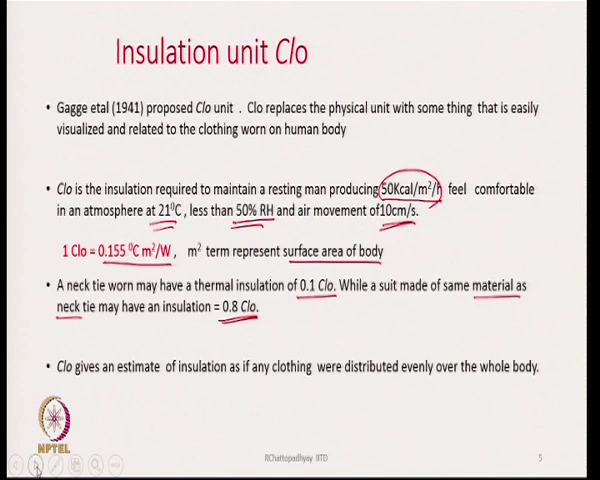 Insulation unit Clo
• Gagge etal (1941) proposed Clo unit . Clo replaces the physical unit with some thing that is easily
visualized and related to the clothing worn on human body
• Clo is the insulation required to maintain a resting man producing 50Kcal/m²/h feel comfortable
in an atmosphere at 21⁰C , less than 50% RH and air movement of10cm/s.
1 Clo = 0.155 ⁰C m²/W , m² term represent surface area of body
• A neck tie worn may have a thermal insulation of 0.1 Clo. While a suit made of same material as
neck tie may have an insulation = 0.8 Clo.
• Clo gives an estimate of insulation as if any clothing were distributed evenly over the whole body.
NPTEL
RChattopadhyay IIITD
5